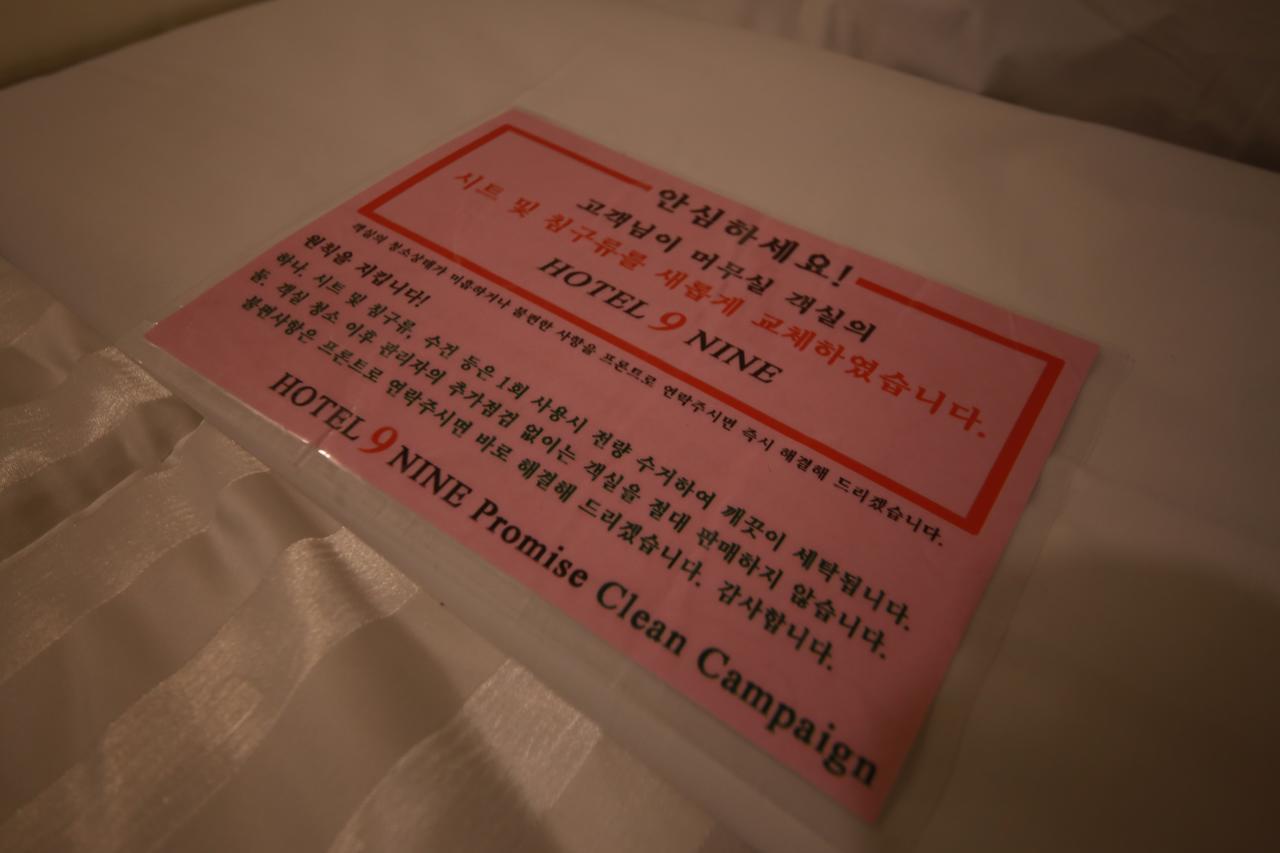 안심하세요!
고객님이 머무실 객실의
시트 및 침구류를 새롭게 교체하였습니다.
HOTEL 9 NINE
객실의 청소상태가 미흡하거나 불편한 사항을 프론트로 연락주시면 즉시 해결해 드리겠습니다.
원칙을 지킵니다!
하나. 시트 및 침구류, 수건 등은 1회 사용시 전량 수거하여 깨끗이 세탁됩니다.
둘. 객실 청소 이후 관리자의 추가점검 없이는 객실을 절대 판매하지 않습니다.
불편사항은 프론트로 연락주시면 바로 해결해 드리겠습니다. 감사합니다.
HOTEL 9 NINE Promise Clean Campaign